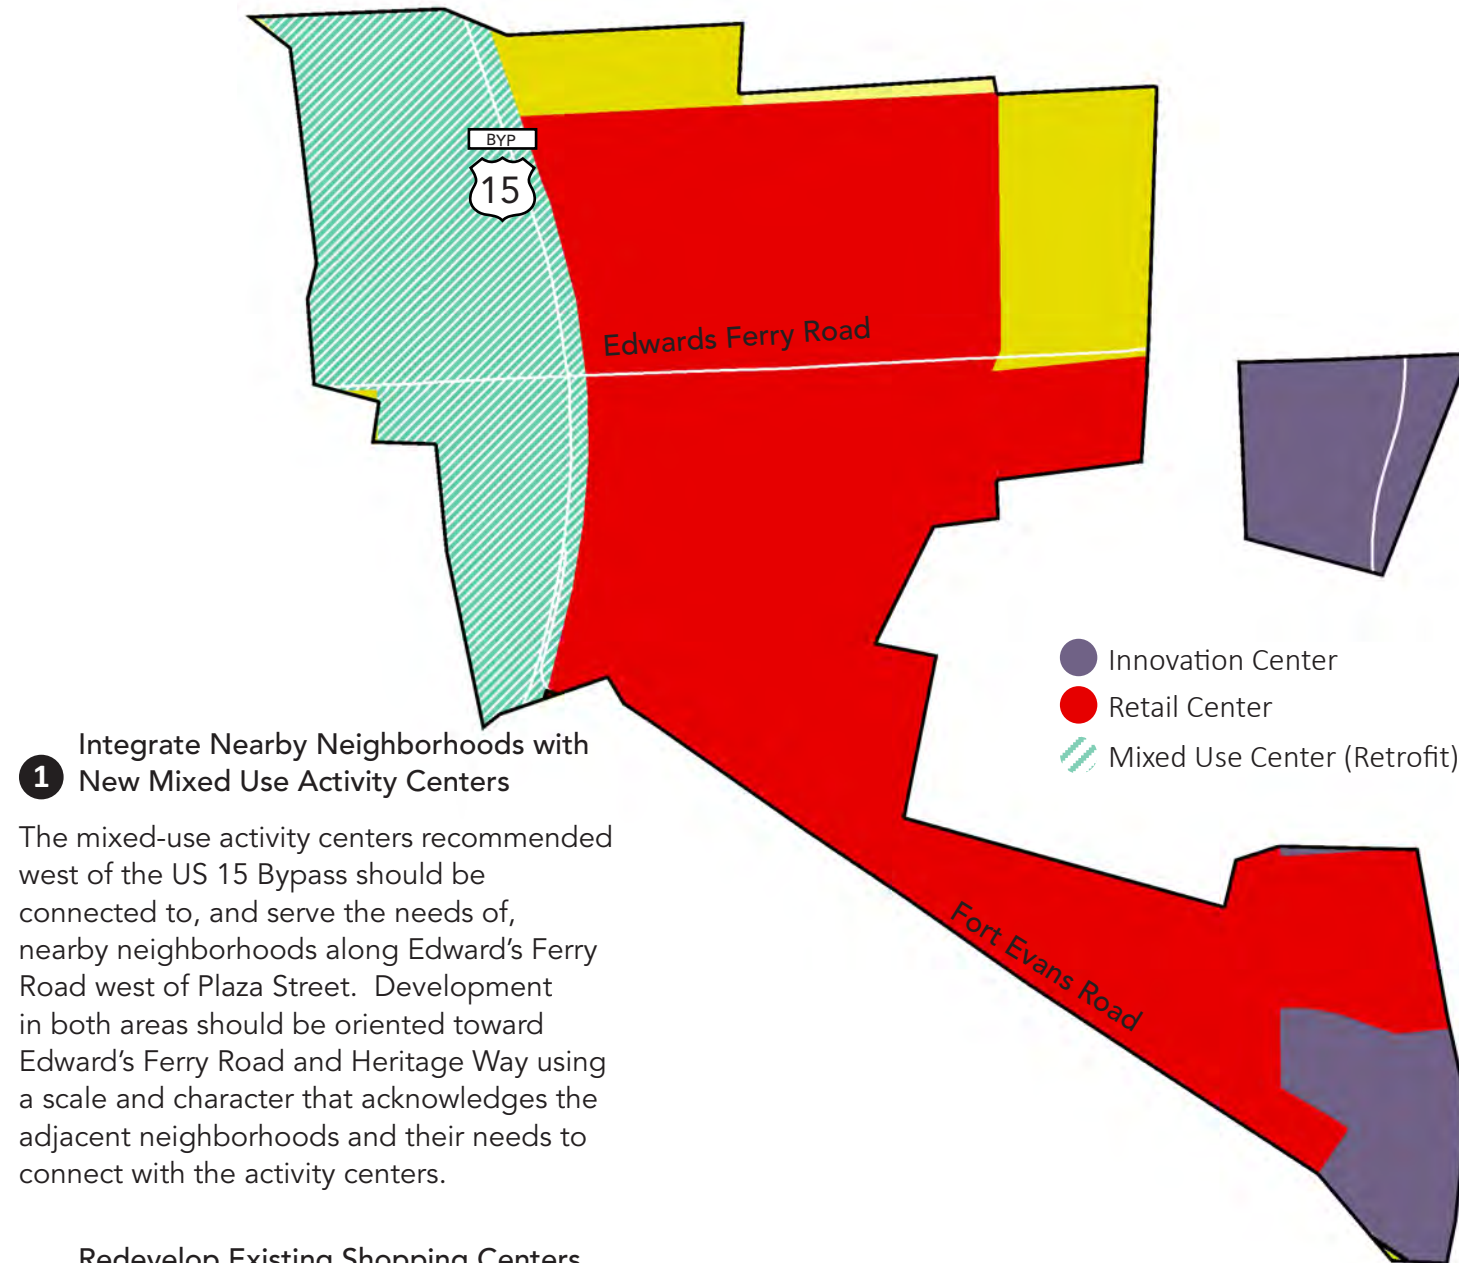 BYP
15
Edwards Ferry Road
Innovation Center
Retail Center
Mixed Use Center (Retrofit)
Fort Evans Road
1
Integrate Nearby Neighborhoods with
New Mixed Use Activity Centers
The mixed-use activity centers recommended
west of the US 15 Bypass should be
connected to, and serve the needs of,
nearby neighborhoods along Edward’s Ferry
Road west of Plaza Street.  Development
in both areas should be oriented toward
Edward’s Ferry Road and Heritage Way using
a scale and character that acknowledges the
adjacent neighborhoods and their needs to
connect with the activity centers.
Redevelop Existing Shopping Centers